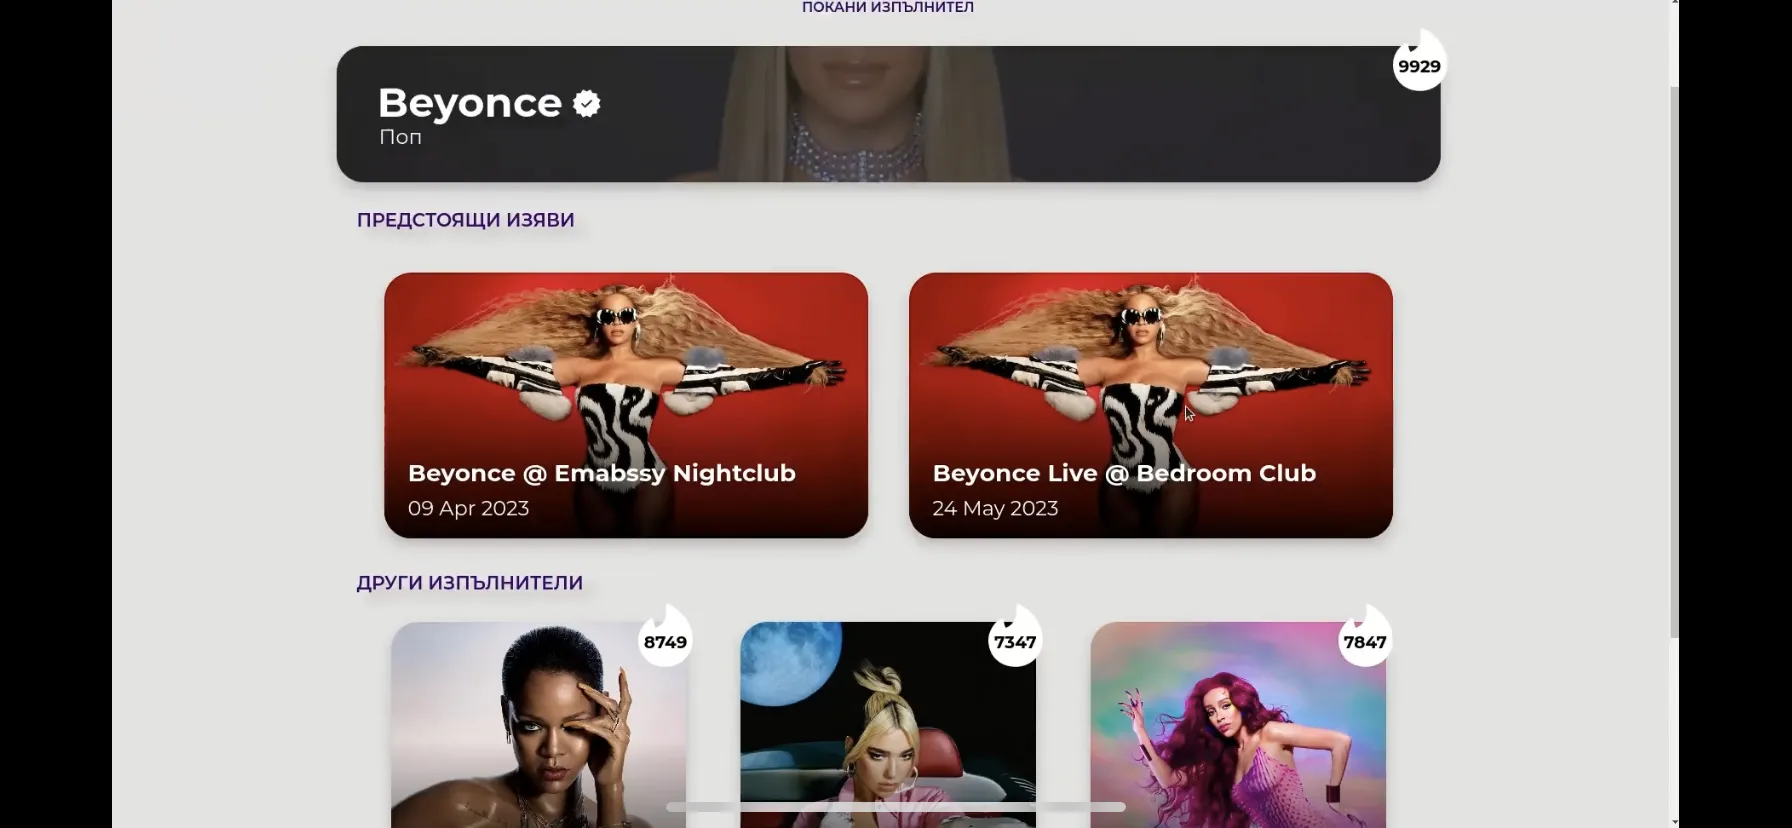 ПОКАНИ ИЗПЪЛНИТЕЛ
9929
Beyonce
Поп
ПРЕДСТОЯЩИ ИЗЯВИ
Beyonce @ Emabssy Nightclub
09 Apr 2023
Beyonce Live @ Bedroom Club
24 May 2023
ДРУГИ ИЗПЪЛНИТЕЛИ
8749
7347
7847